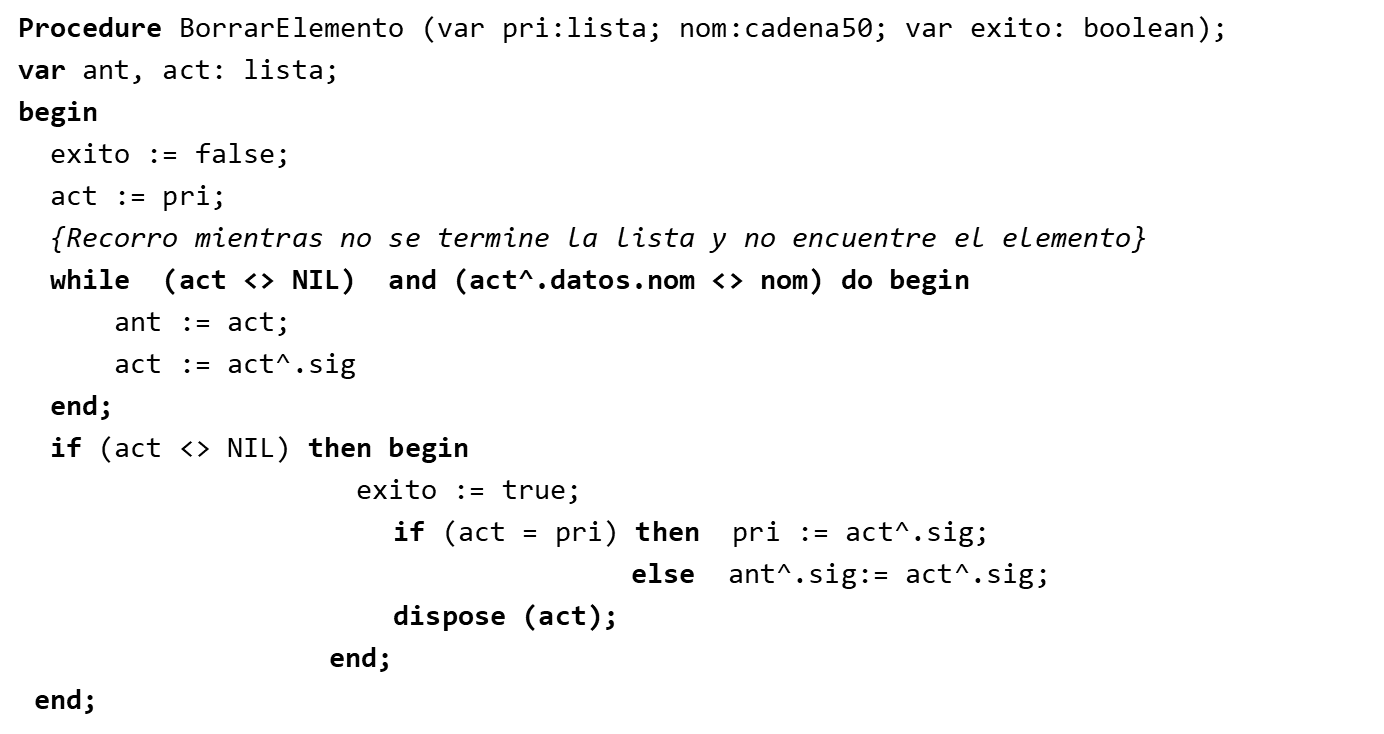 Procedure BorrarElemento (var pri:lista; nom:cadena50; var exito: boolean);
var ant, act: lista;
begin
exito := false;
act := pri;
{Recorro mientras no se termine la lista y no encuentre el elemento}
while (act <> NIL) and (act^.datos.nom <> nom) do begin
ant := act;
act := act^.sig
end;
if (act <> NIL) then begin
exito := true;
if (act = pri) then pri := act^.sig;
else ant^.sig:= act^.sig;
dispose (act);
end;
end;